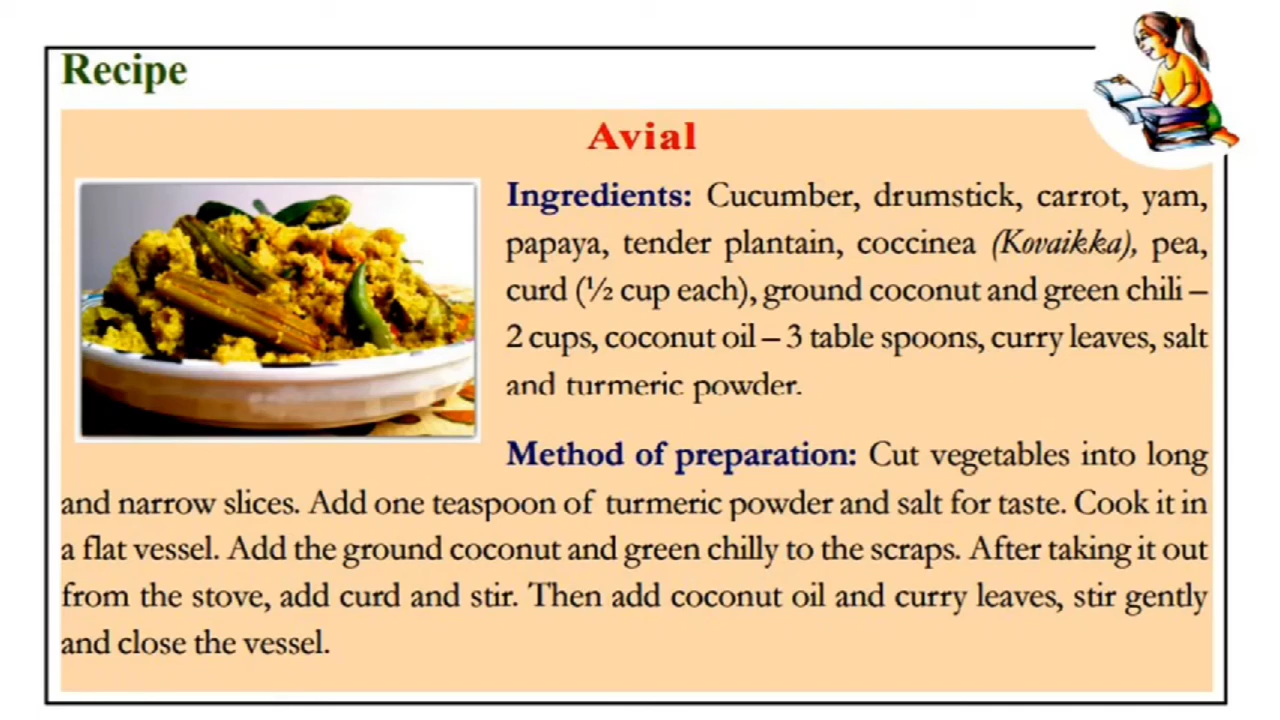 Recipe
Avial
Ingredients: Cucumber, drumstick, carrot, yam,
papaya, tender plantain, coccinea (Kovaikka), pea,
curd (½ cup each), ground coconut and green chili –
2 cups, coconut oil – 3 table spoons, curry leaves, salt
and turmeric powder.
Method of preparation: Cut vegetables into long
and narrow slices. Add one teaspoon of turmeric powder and salt for taste. Cook it in
a flat vessel. Add the ground coconut and green chilly to the scraps. After taking it out
from the stove, add curd and stir. Then add coconut oil and curry leaves, stir gently
and close the vessel.